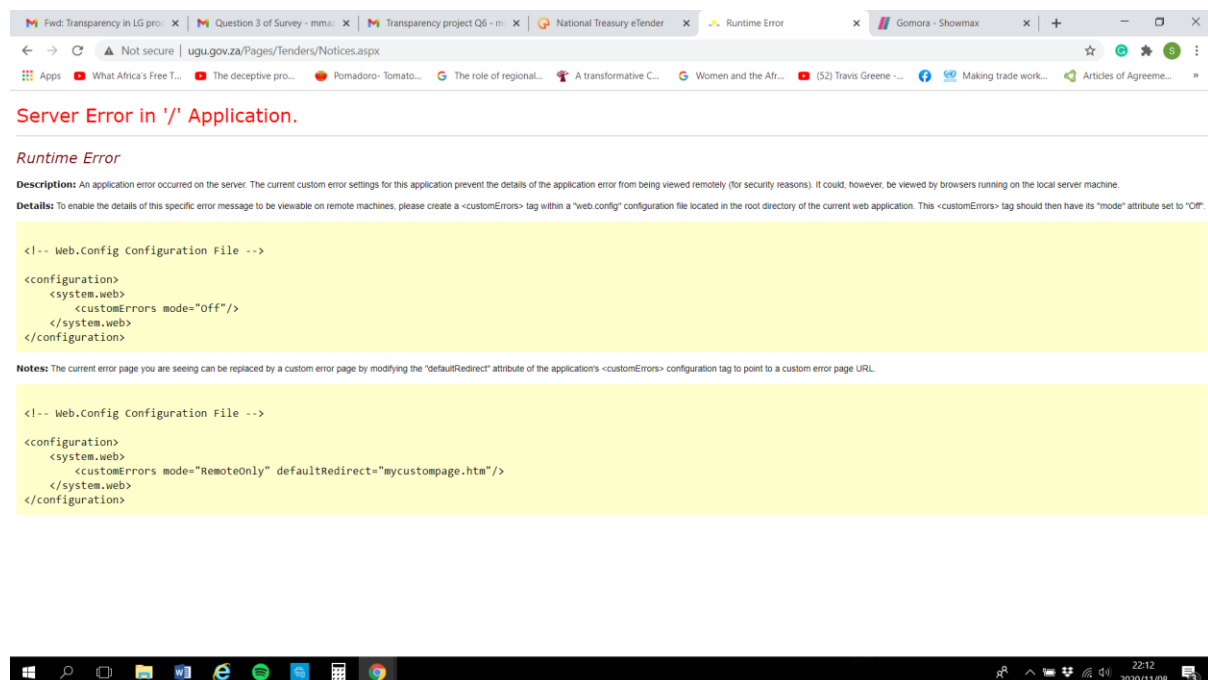 Fwd: Transparency in LG proc
Question 3 of Survey - mmaz
Transparency project Q6 - m
National Treasury eTender
Runtime Error
Gomora - Showmax
Not secure | ugu.gov.za/Pages/Tenders/Notices.aspx
S
Apps
What Africa's Free T...
The deceptive pro...
Pomadoro- Tomato...
The role of regional...
A transformative C...
Women and the Afr...
(52) Travis Greene -...
Making trade work...
Articles of Agreeme...
»
Server Error in '/' Application.
Runtime Error
Description: An application error occurred on the server. The current custom error settings for this application prevent the details of the application error from being viewed remotely (for security reasons). It could, however, be viewed by browsers running on the local server machine.
Details: To enable the details of this specific error message to be viewable on remote machines, please create a <customErrors> tag within a "web.config" configuration file located in the root directory of the current web application. This <customErrors> tag should then have its "mode" attribute set to "Off".
<!-- Web.Config Configuration File -->
<configuration>
    <system.web>
        <customErrors mode="Off"/>
    </system.web>
</configuration>
Notes: The current error page you are seeing can be replaced by a custom error page by modifying the "defaultRedirect" attribute of the application's <customErrors> configuration tag to point to a custom error page URL.
<!-- Web.Config Configuration File -->
<configuration>
    <system.web>
        <customErrors mode="RemoteOnly" defaultRedirect="mycustompage.htm"/>
    </system.web>
</configuration>
22:12
2020/11/08